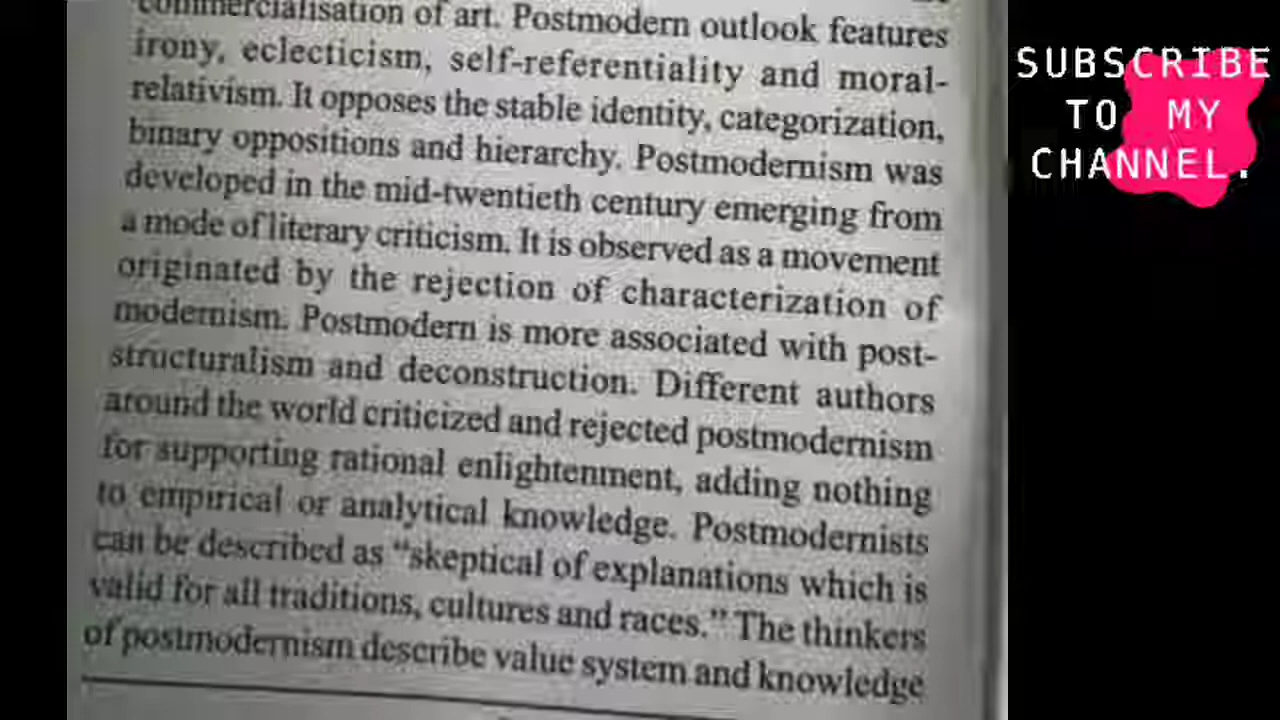 commercialisation of art. Postmodern outlook features
irony, eclecticism, self-referentiality and moral-
relativism. It opposes the stable identity, categorization,
binary oppositions and hierarchy. Postmodernism was
developed in the mid-twentieth century emerging from
a mode of literary criticism. It is observed as a movement
originated by the rejection of characterization of
modernism. Postmodern is more associated with post-
structuralism and deconstruction. Different authors
around the world criticized and rejected postmodernism
for supporting rational enlightenment, adding nothing
to empirical or analytical knowledge. Postmodernists
can be described as "skeptical of explanations which is
valid for all traditions, cultures and races." The thinkers
of postmodernism describe value system and knowledge
SUBSCRIBE
TO MY
CHANNEL.